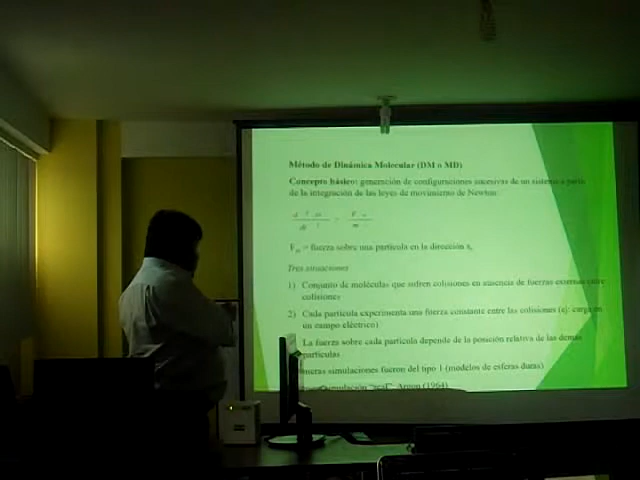 Método de Dinámica Molecular (DM o MD)
Concepto básico: generación de configuraciones sucesivas de un sistema a partir
de la integración de las leyes de movimiento de Newton:
= fuerza sobre una partícula en la dirección
Tres situaciones
1) Conjunto de moléculas que sufren colisiones en ausencia de fuerzas externas entre
colisiones
2) Cada partícula experimenta una fuerza constante entre las colisiones (ej: carga en
un campo eléctrico)
La fuerza sobre cada partícula depende de la posición relativa de las demás
partículas
simulaciones fueron del tipo 1 (modelos de esferas duras)
simulación "real" Argon (1964)